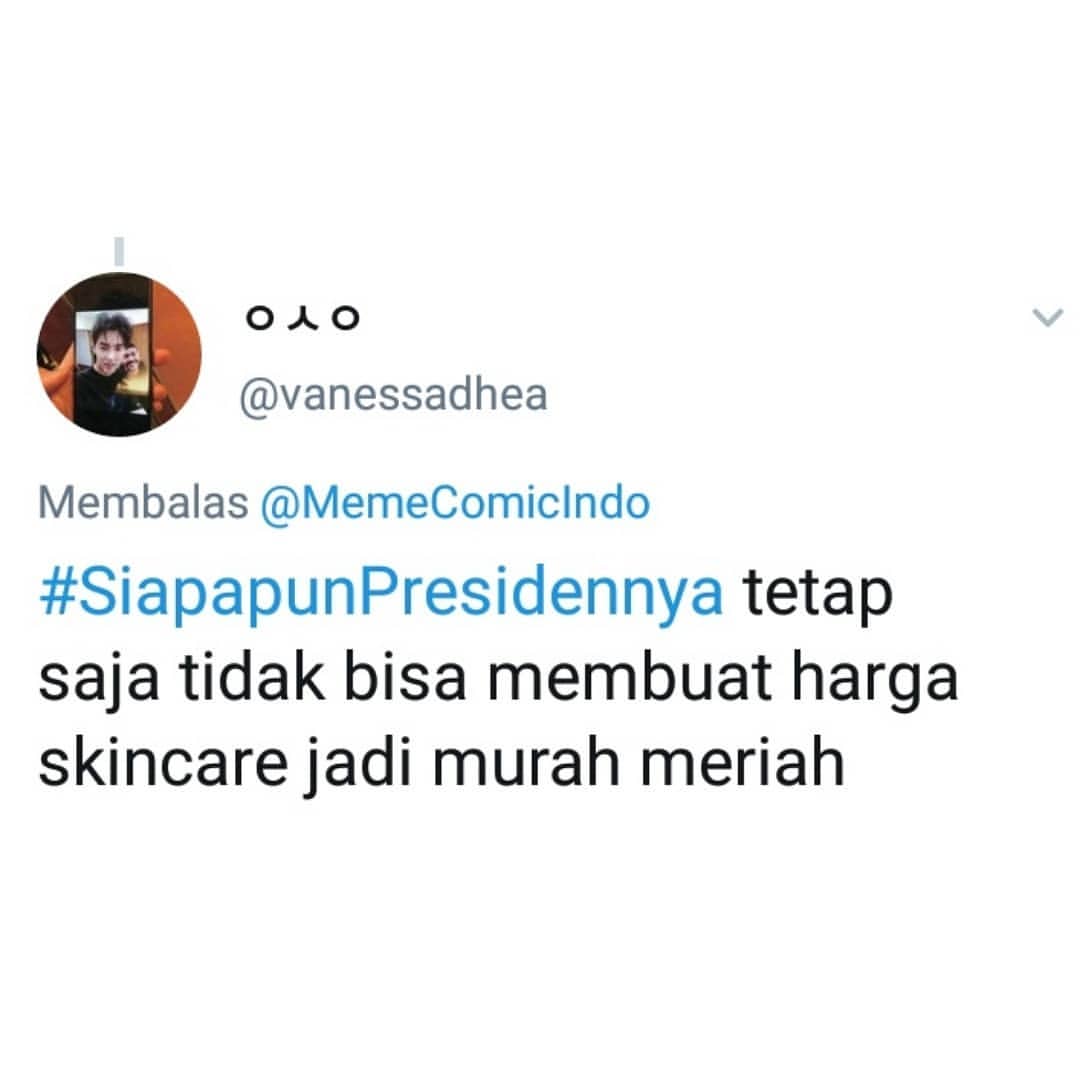 ㅇㅅㅇ
@vanessadhea
Membalas @MemeComicIndo
#SiapapunPresidennya tetap
saja tidak bisa membuat harga
skincare jadi murah meriah